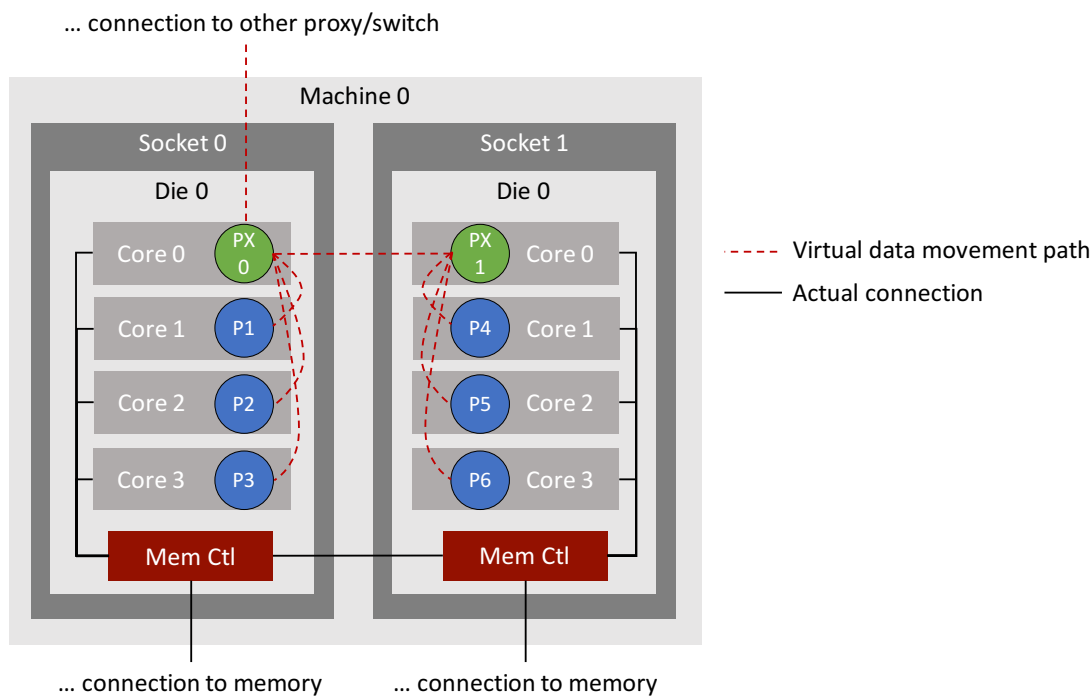 ... connection to other proxy/switch
Machine 0
Socket 0
Socket 1
Die 0
Die 0
Core 0
PX
0
PX
1
Core 0
Core 1
P1
P4
Core 1
Core 2
P2
P5
Core 2
Core 3
P3
P6
Core 3
Mem Ctl
Mem Ctl
Virtual data movement path
Actual connection
... connection to memory
... connection to memory